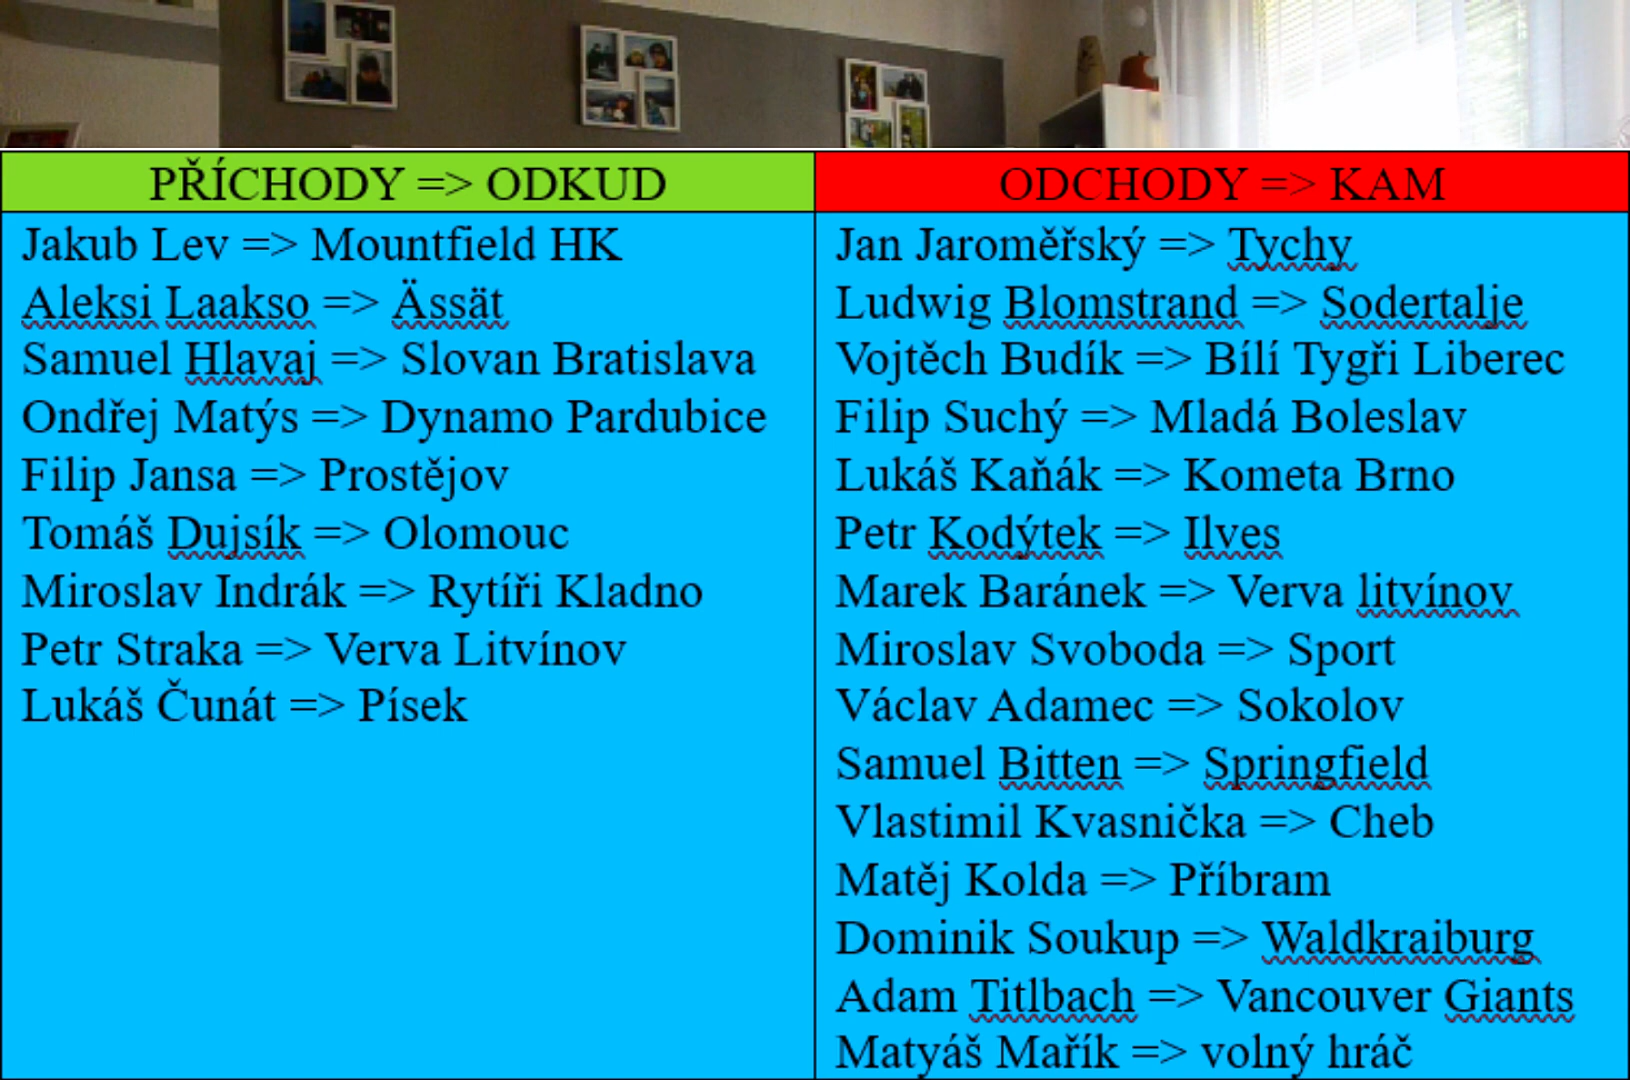 PŘÍCHODY => ODKUD
Jakub Lev => Mountfield HK
Aleksi Laakso => Ässät
Samuel Hlavaj => Slovan Bratislava
Ondřej Matýs => Dynamo Pardubice
Filip Jansa => Prostějov
Tomáš Dujsík => Olomouc
Miroslav Indrák => Rytíři Kladno
Petr Straka => Verva Litvínov
Lukáš Čunát => Písek
ODCHODY => KAM
Jan Jaroměřský => Tychy
Ludwig Blomstrand => Sodertalje
Vojtěch Budík => Bílí Tygři Liberec
Filip Suchý => Mladá Boleslav
Lukáš Kaňák => Kometa Brno
Petr Kodýtek => Ilves
Marek Baránek => Verva litvínov
Miroslav Svoboda => Sport
Václav Adamec => Sokolov
Samuel Bitten => Springfield
Vlastimil Kvasnička => Cheb
Matěj Kolda => Příbram
Dominik Soukup => Waldkraiburg
Adam Titlbach => Vancouver Giants
Matyáš Mařík => volný hráč